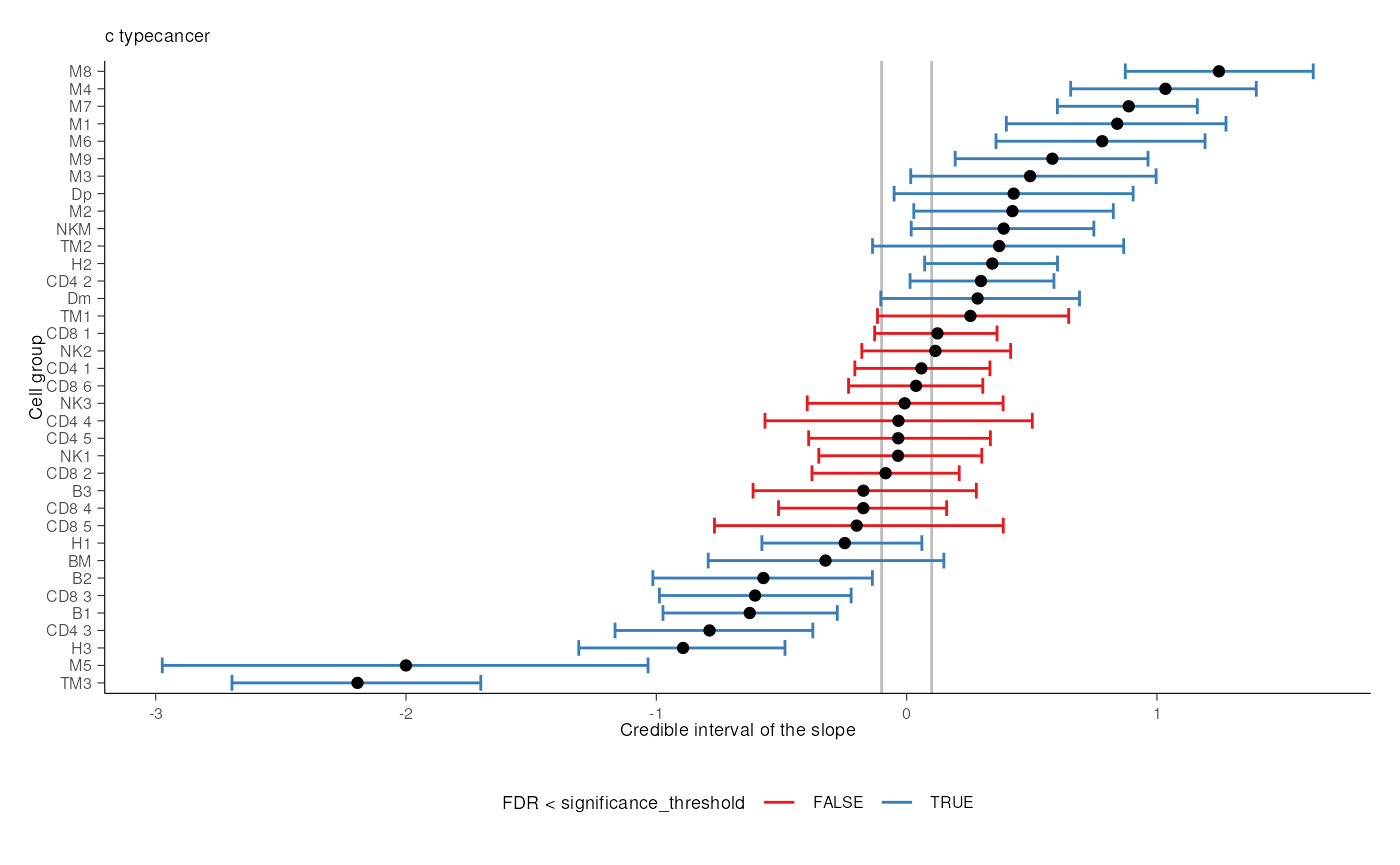 c typecancer
M8
M4
M7
M1
M6
M9
M3
Dp
M2
NKM
TM2
H2
CD4 2
Dm
TM1
CD8 1
NK2
CD4 1
CD8 6
NK3
CD4 4
CD4 5
NK1
CD8 2
B3
CD8 4
CD8 5
H1
BM
B2
CD8 3
B1
CD4 3
H3
M5
TM3
Cell group
-3 -2 -1 0 1
Credible interval of the slope
FDR < significance_threshold FALSE TRUE